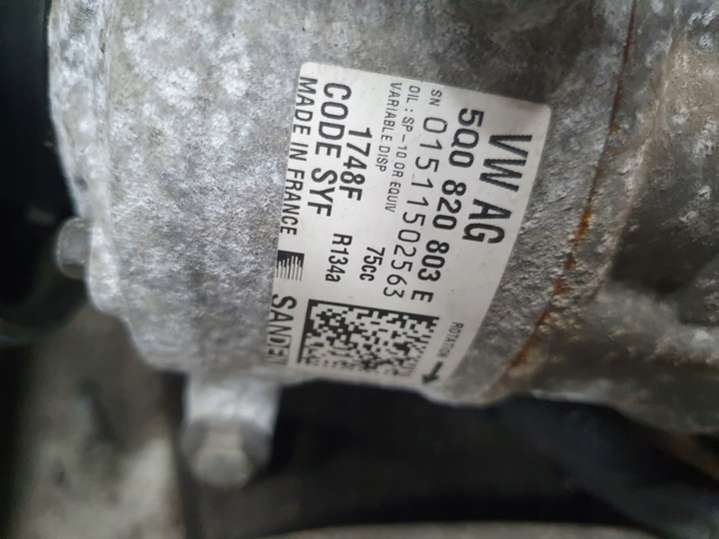 VW AG
5Q0 820 803 E
SN 01511502563
OIL : SP-10 OR EQUIV 75cc
VARIABLE DISP
1748F R134a
CODE SYF
MADE IN FRANCE SANDEN
ROTATION